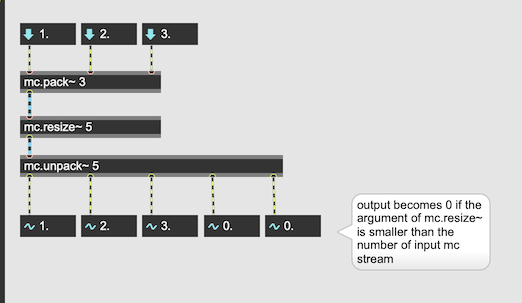 1. 2. 3.
mc.pack~ 3
mc.resize~ 5
mc.unpack~ 5
1. 2. 3. 0. 0.
output becomes 0 if the
argument of mc.resize~
is smaller than the
number of input mc
stream